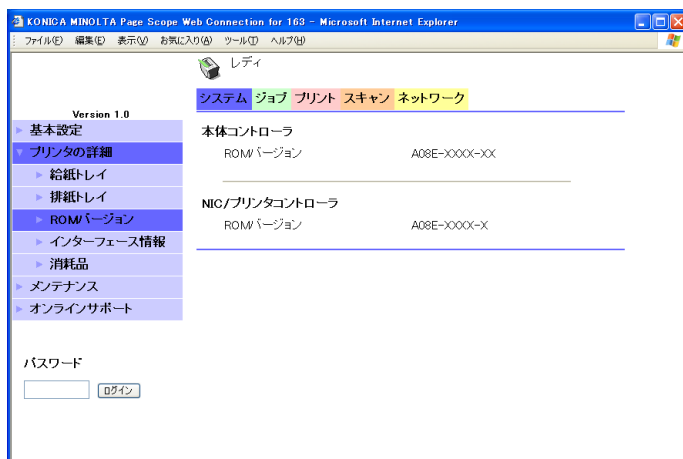 KONICA MINOLTA Page Scope Web Connection for 163 - Microsoft Internet Explorer
ファイル(F) 編集(E) 表示(V) お気に入り(A) ツール(T) ヘルプ(H)
レディ
システム ジョブ プリント スキャン ネットワーク
Version 1.0
基本設定
プリンタの詳細
給紙トレイ
排紙トレイ
ROMバージョン
インターフェース情報
消耗品
メンテナンス
オンラインサポート
パスワード
ログイン
本体コントローラ
ROMバージョン A08E-XXXX-XX
NIC/プリンタコントローラ
ROMバージョン A08E-XXXX-X